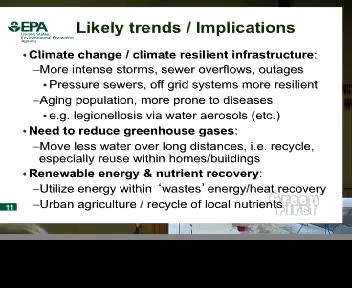 EPA
United States
Environmental Protection
Agency
Likely trends / Implications
• Climate change / climate resilient infrastructure:
–More intense storms, sewer overflows, outages
• Pressure sewers, off grid systems more resilient
–Aging population, more prone to diseases
• e.g. legionellosis via water aerosols (etc.)
• Need to reduce greenhouse gases:
–Move less water over long distances, i.e. recycle,
especially reuse within homes/buildings
• Renewable energy & nutrient recovery:
–Utilize energy within ‘wastes’ energy/heat recovery
–Urban agriculture / recycle of local nutrients
Green
First
11